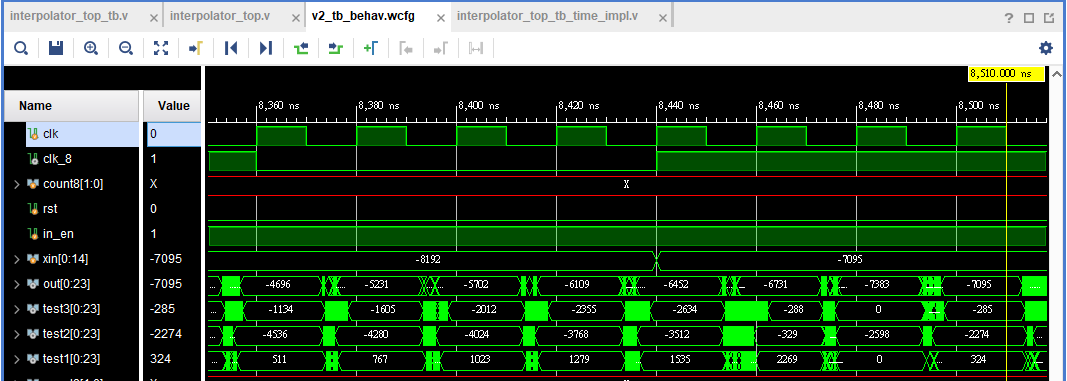 interpolator_top_tb.v × interpolator_top.v × v2_tb_behav.wcfg × interpolator_top_tb_time_impl.v ×
8,510.000 ns
Name Value 8,360 ns 8,380 ns 8,400 ns 8,420 ns 8,440 ns 8,460 ns 8,480 ns 8,500 ns
clk 0
clk_8 1
count8[1:0] X X
rst 0
in_en 1
xin[0:14] -7095 -8192 -7095
out[0:23] -7095 ... -4696 -5231 -5702 -6109 -6452 -6731 -7383 -7095
test3[0:23] -285 ... -1134 -1605 -2012 -2355 -2634 -288 0 -285
test2[0:23] -2274 ... -4536 -4280 -4024 -3768 -3512 -329 -2598 -2274
test1[0:23] 324 ... 511 767 1023 1279 1535 2269 0 324